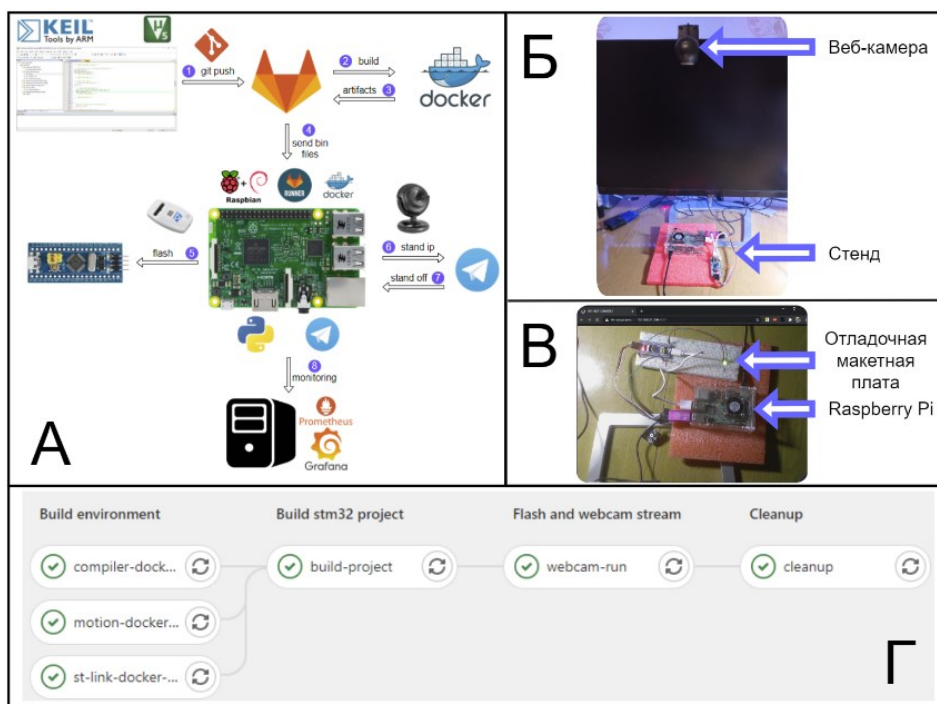 KEIL
Tools by ARM
5
1 git push
2 build
artifacts 3
docker
4
send bin
files
Raspbian
RUNNER
docker
flash 5
6 stand ip
stand off 7
8
monitoring
Prometheus
Grafana
А
Б
Веб-камера
Стенд
В
Отладочная
макетная
плата
Raspberry Pi
Build environment
Build stm32 project
Flash and webcam stream
Cleanup
compiler-dock...
build-project
webcam-run
cleanup
motion-docker...
st-link-docker-...
Г